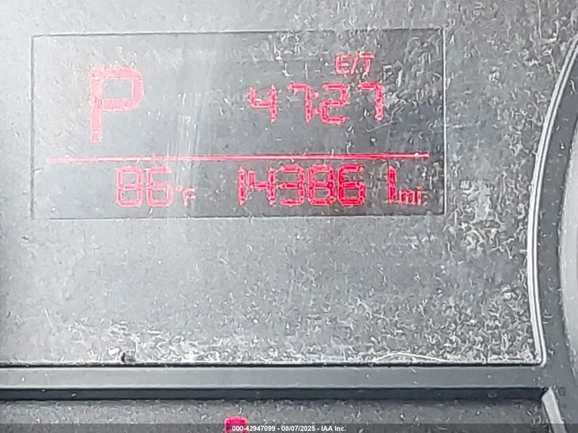 E/T
P 47:27
86°F 143861 mi
000-42947099 - 08/07/2025 - IAA Inc.